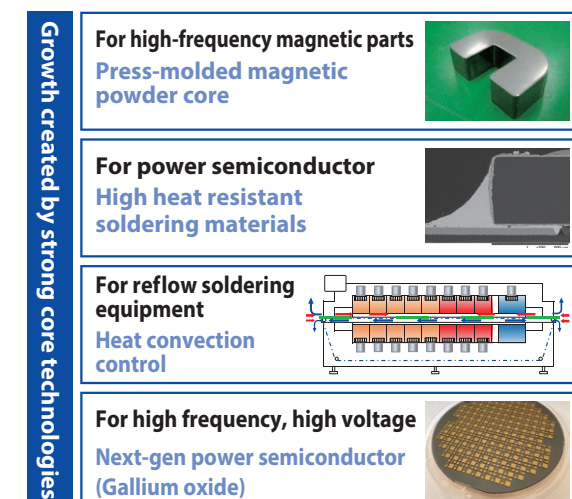 Growth created by strong core technologies
For high-frequency magnetic parts
Press-molded magnetic
powder core
For power semiconductor
High heat resistant
soldering materials
For reflow soldering
equipment
Heat convection
control
For high frequency, high voltage
Next-gen power semiconductor
(Gallium oxide)